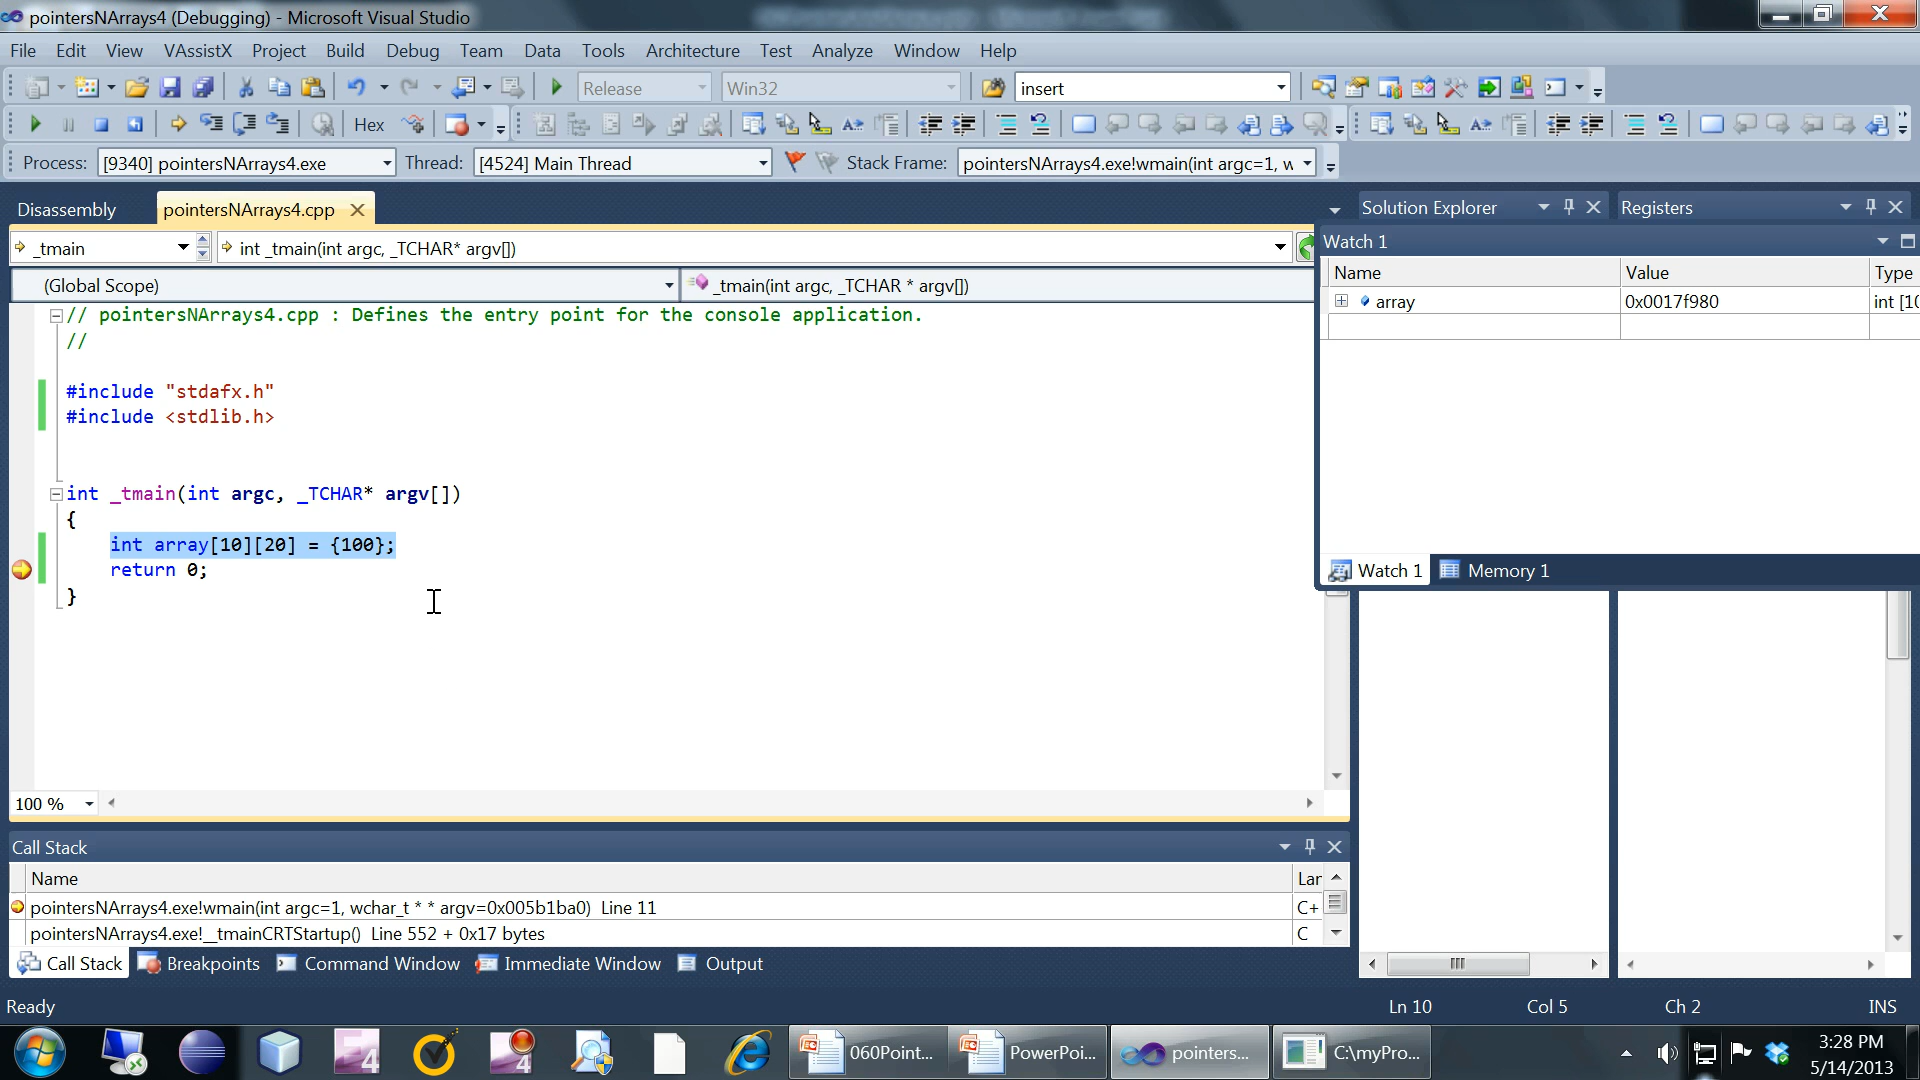 pointersNArrays4 (Debugging) - Microsoft Visual Studio
File Edit View VAssistX Project Build Debug Team Data Tools Architecture Test Analyze Window Help
Release Win32 insert
Hex
Process: [9340] pointersNArrays4.exe Thread: [4524] Main Thread Stack Frame: pointersNArrays4.exe!wmain(int argc=1, w
Disassembly pointersNArrays4.cpp
_tmain int _tmain(int argc, _TCHAR* argv[])
(Global Scope) _tmain(int argc, _TCHAR * argv[])
// pointersNArrays4.cpp : Defines the entry point for the console application.
//
#include "stdafx.h"
#include <stdlib.h>
int _tmain(int argc, _TCHAR* argv[])
{
int array[10][20] = {100};
return 0;
}
100 %
Solution Explorer Registers
Watch 1
Name Value Type
array 0x0017f980 int [10
Watch 1 Memory 1
Call Stack
Name Lar
pointersNArrays4.exe!wmain(int argc=1, wchar_t * * argv=0x005b1ba0) Line 11 C+
pointersNArrays4.exe!__tmainCRTStartup() Line 552 + 0x17 bytes C
Call Stack Breakpoints Command Window Immediate Window Output
Ready Ln 10 Col 5 Ch 2 INS
060Point... PowerPoi... pointers... C:\myPro...
3:28 PM
5/14/2013